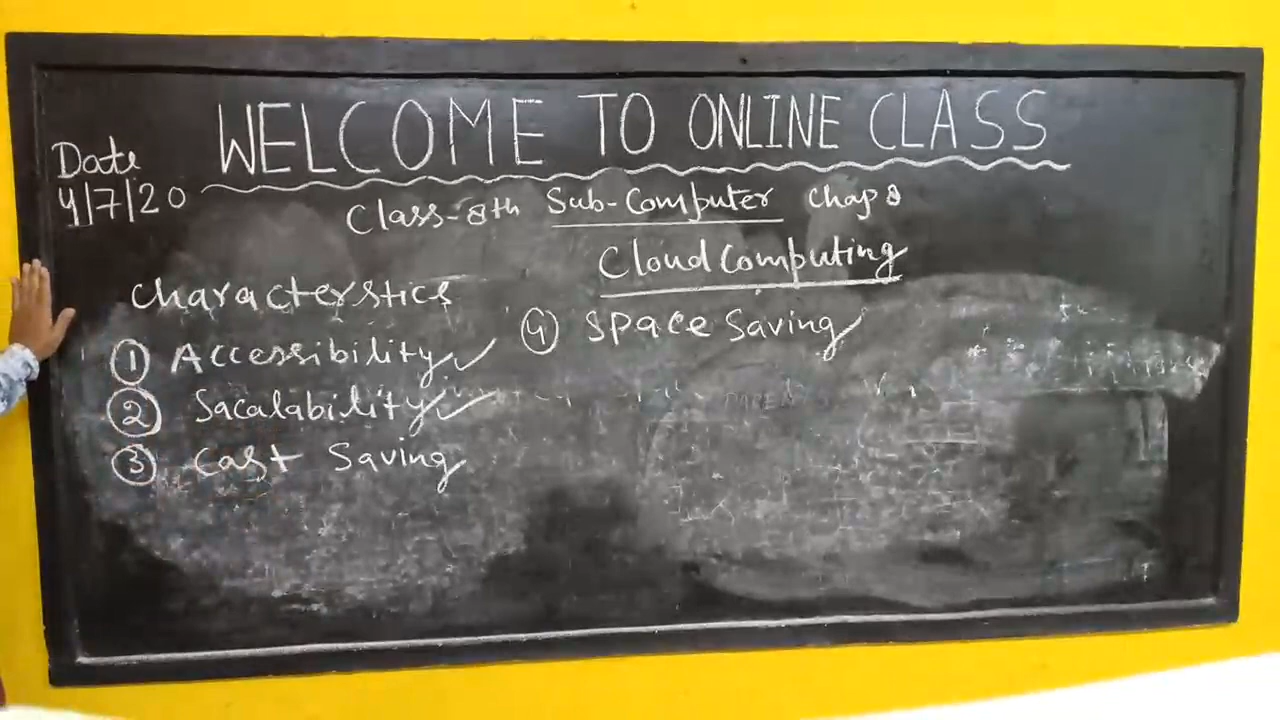 WELCOME TO ONLINE CLASS
Date
4/7/20
Class-8th Sub-Computer Chap 8
Cloud Computing
Characterstics
① Accessibility
② Sacalability
③ Cast Saving
④ Space Saving